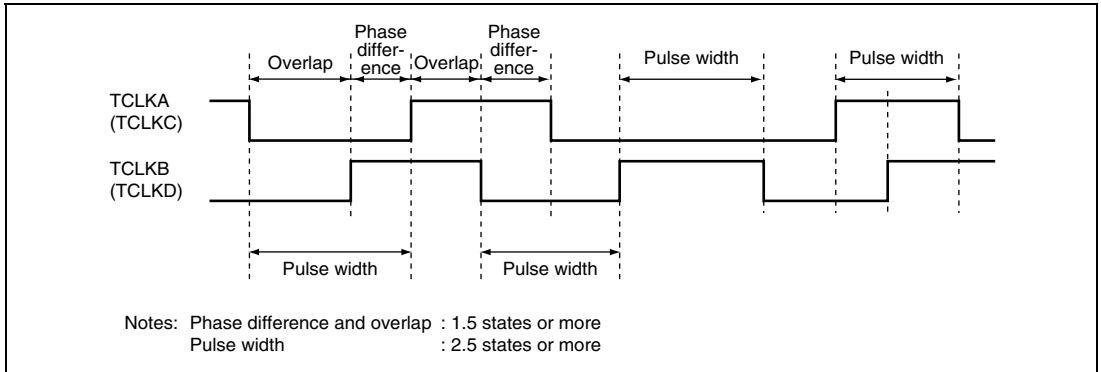 Phase
differ-
ence
Overlap
Overlap
Phase
differ-
ence
Pulse width
Pulse width
TCLKA
(TCLKC)
TCLKB
(TCLKD)
Pulse width
Pulse width
Notes: Phase difference and overlap : 1.5 states or more
Pulse width : 2.5 states or more